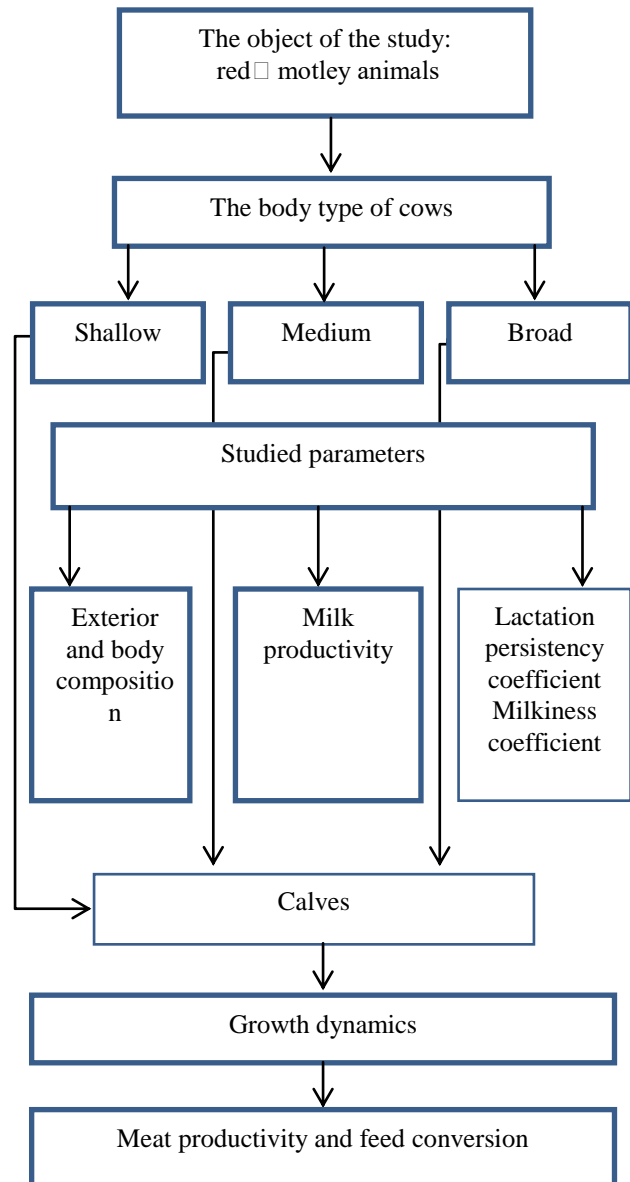 The object of the study:
red□ motley animals
The body type of cows
Shallow
Medium
Broad
Studied parameters
Exterior
and body
compositio
n
Milk
productivity
Lactation
persistency
coefficient
Milkiness
coefficient
Calves
Growth dynamics
Meat productivity and feed conversion